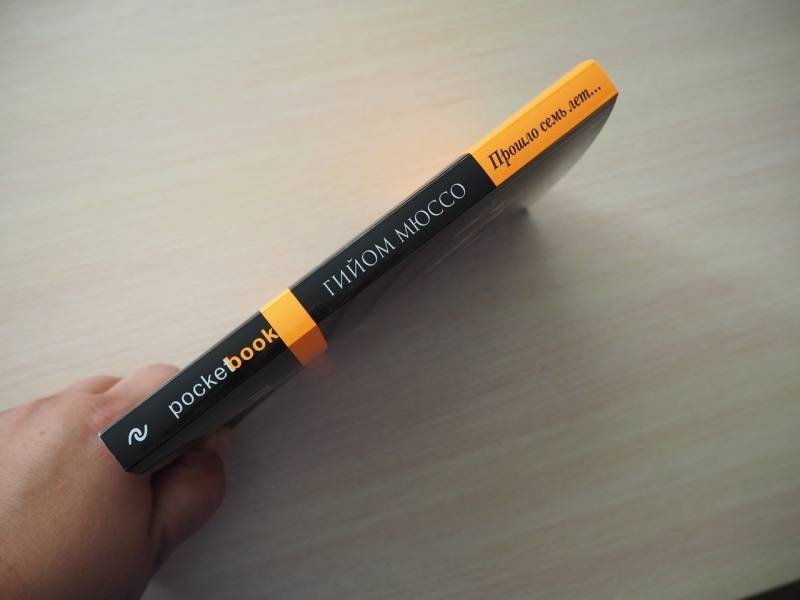 pocketbook
ГИЙОМ МЮССО
Прошло семь лет...